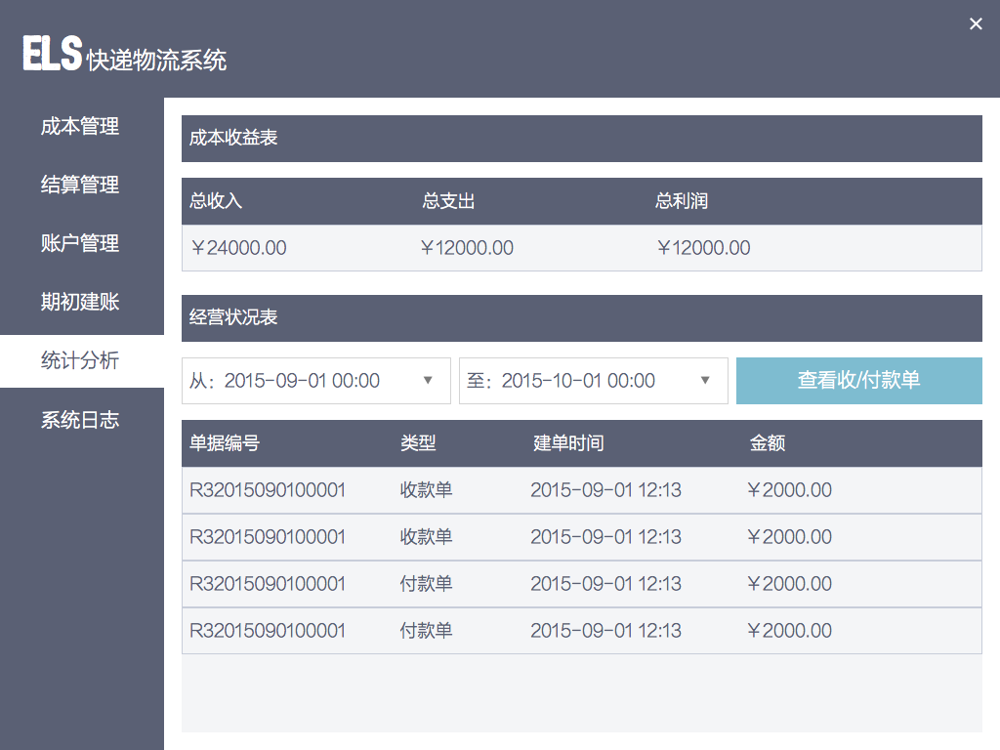 ×
ELS 快递物流系统
成本管理
结算管理
账户管理
期初建账
统计分析
系统日志
成本收益表
总收入 总支出 总利润
￥24000.00 ￥12000.00 ￥12000.00
经营状况表
从：2015-09-01 00:00 ▼ 至：2015-10-01 00:00 ▼ 查看收/付款单
单据编号 类型 建单时间 金额
R32015090100001 收款单 2015-09-01 12:13 ￥2000.00
R32015090100001 收款单 2015-09-01 12:13 ￥2000.00
R32015090100001 付款单 2015-09-01 12:13 ￥2000.00
R32015090100001 付款单 2015-09-01 12:13 ￥2000.00